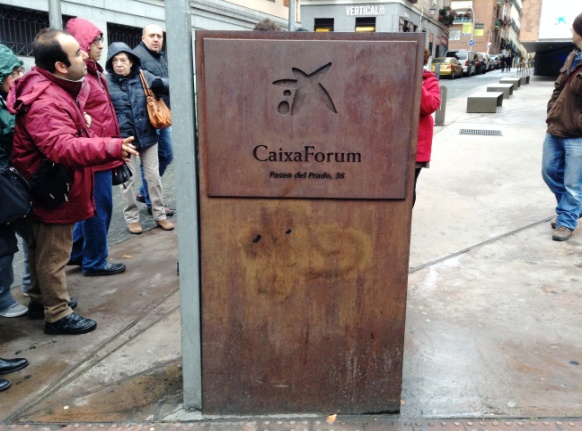 VERTICAL
CaixaForum
Paseo del Prado, 36